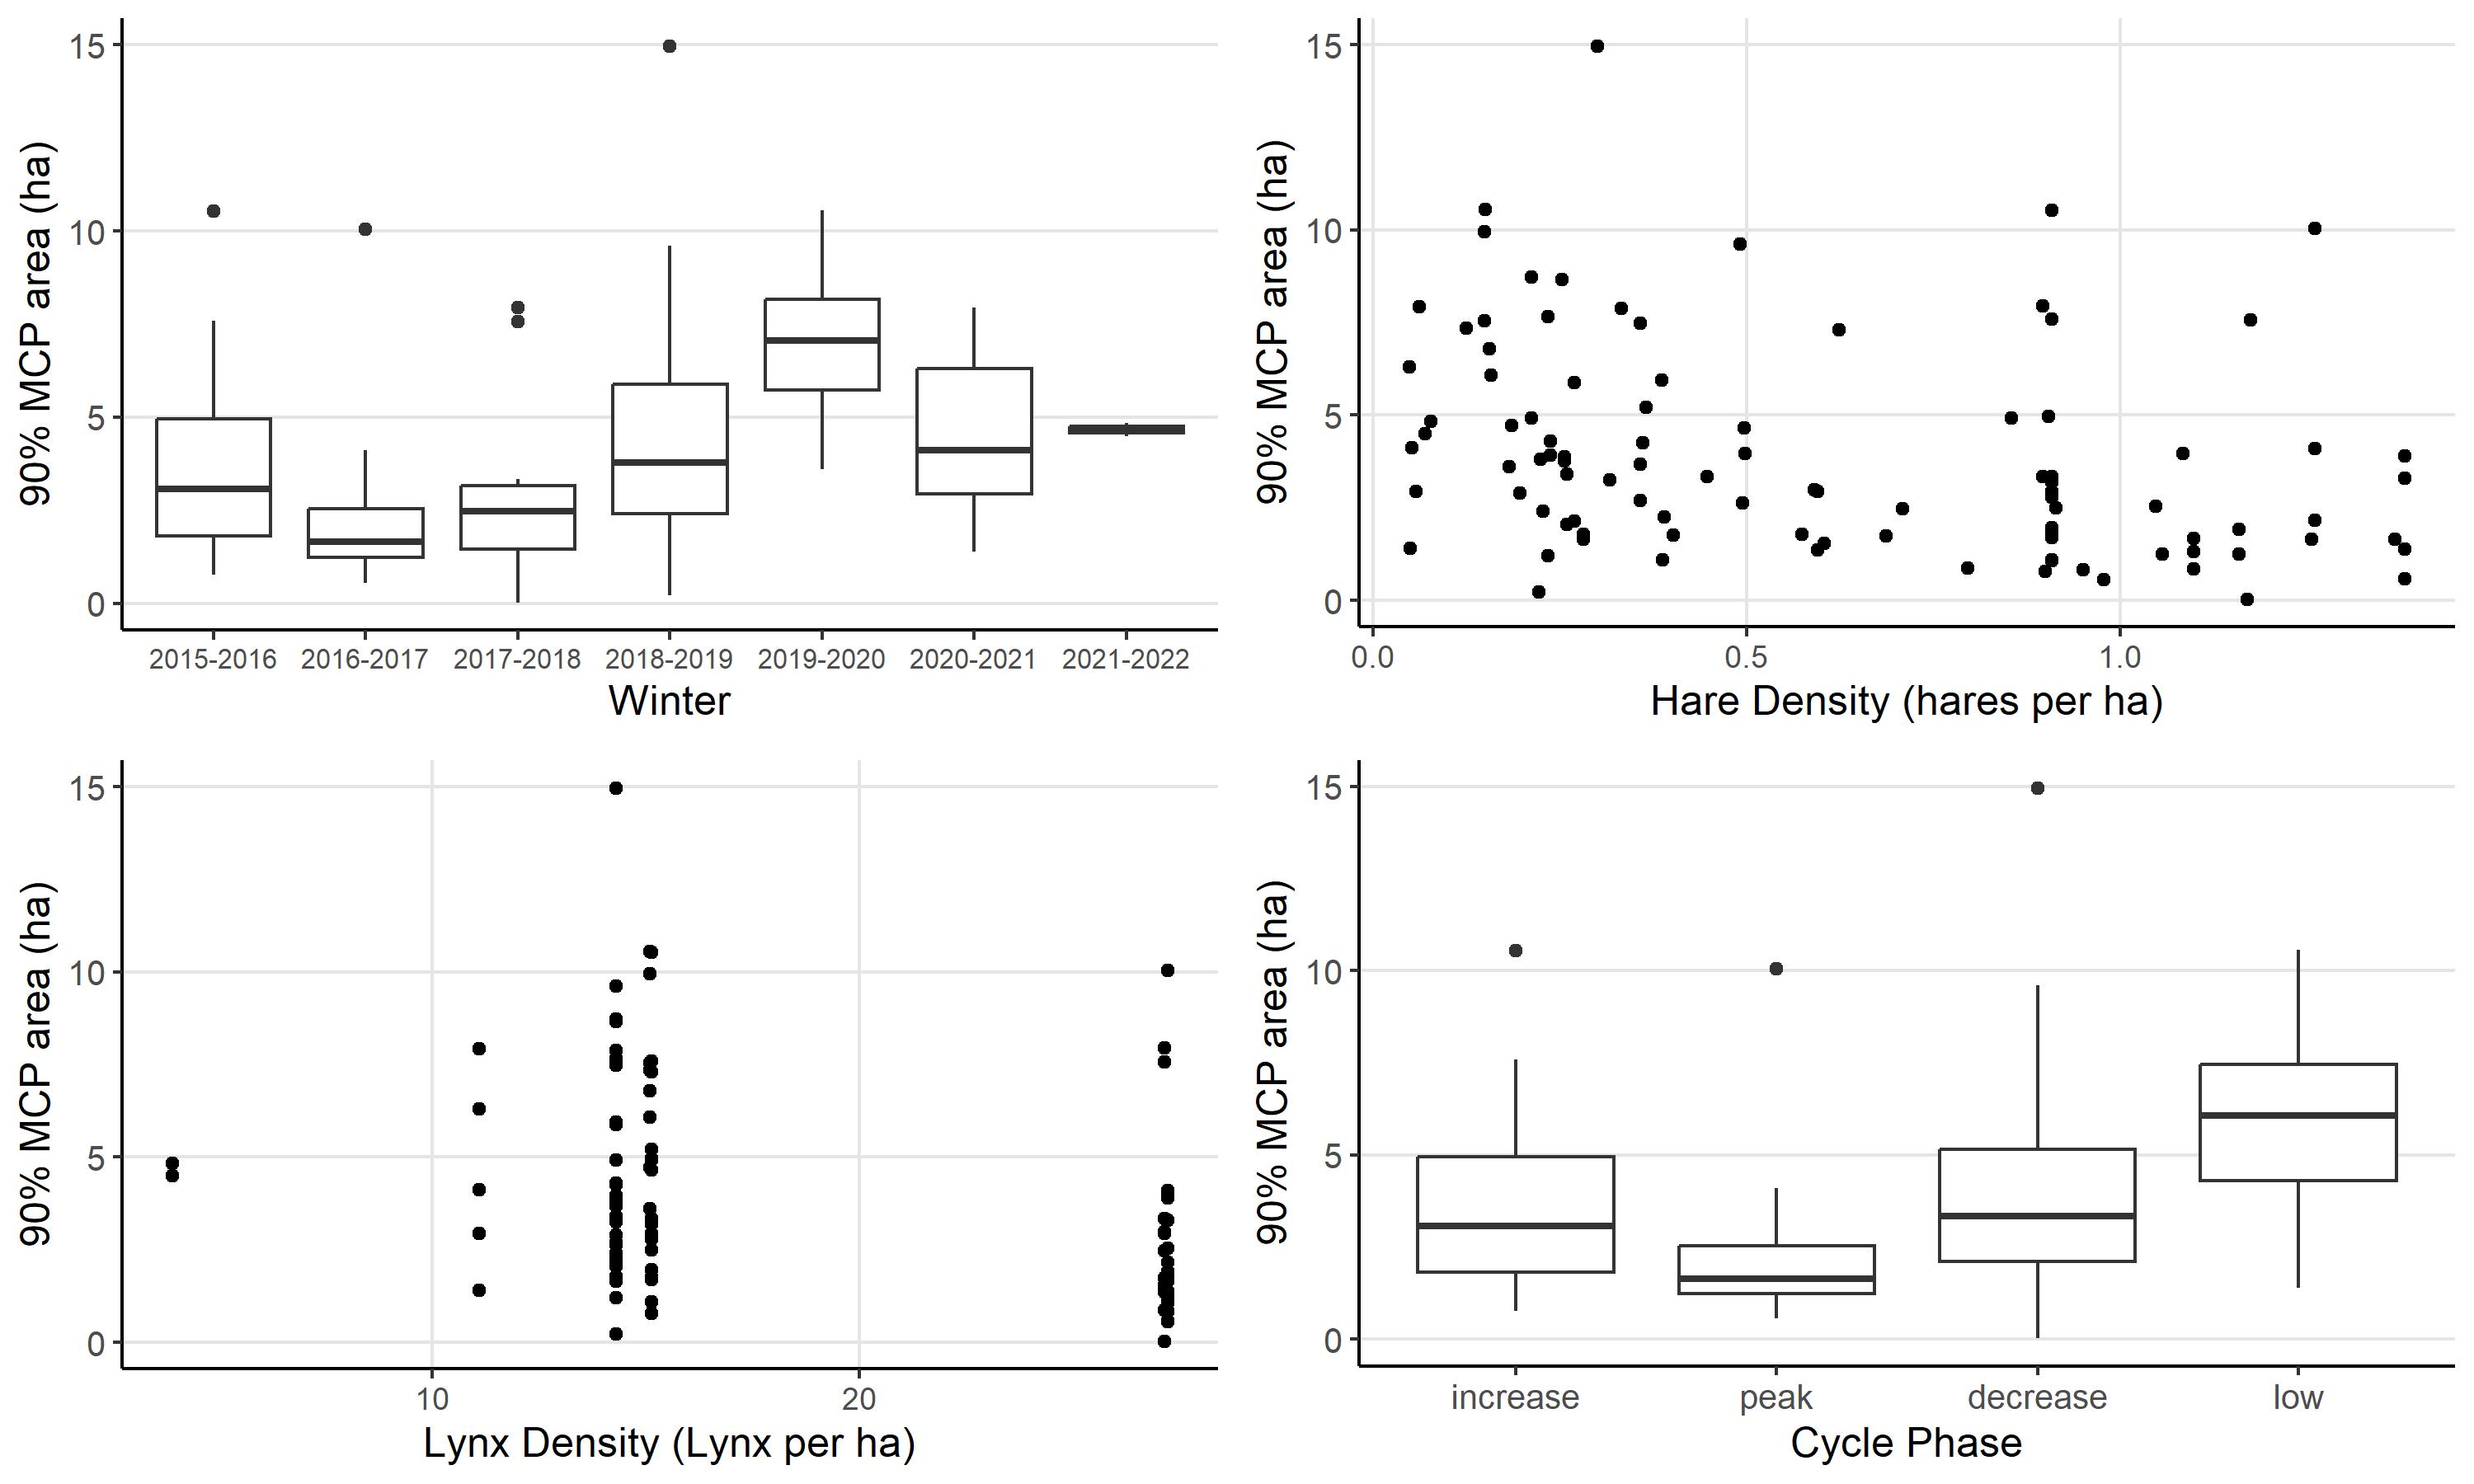 90% MCP area (ha)
15
10
5
0
2015-2016 2016-2017 2017-2018 2018-2019 2019-2020 2020-2021 2021-2022
Winter
90% MCP area (ha)
15
10
5
0
0.0 0.5 1.0
Hare Density (hares per ha)
90% MCP area (ha)
15
10
5
0
10 20
Lynx Density (Lynx per ha)
90% MCP area (ha)
15
10
5
0
increase peak decrease low
Cycle Phase